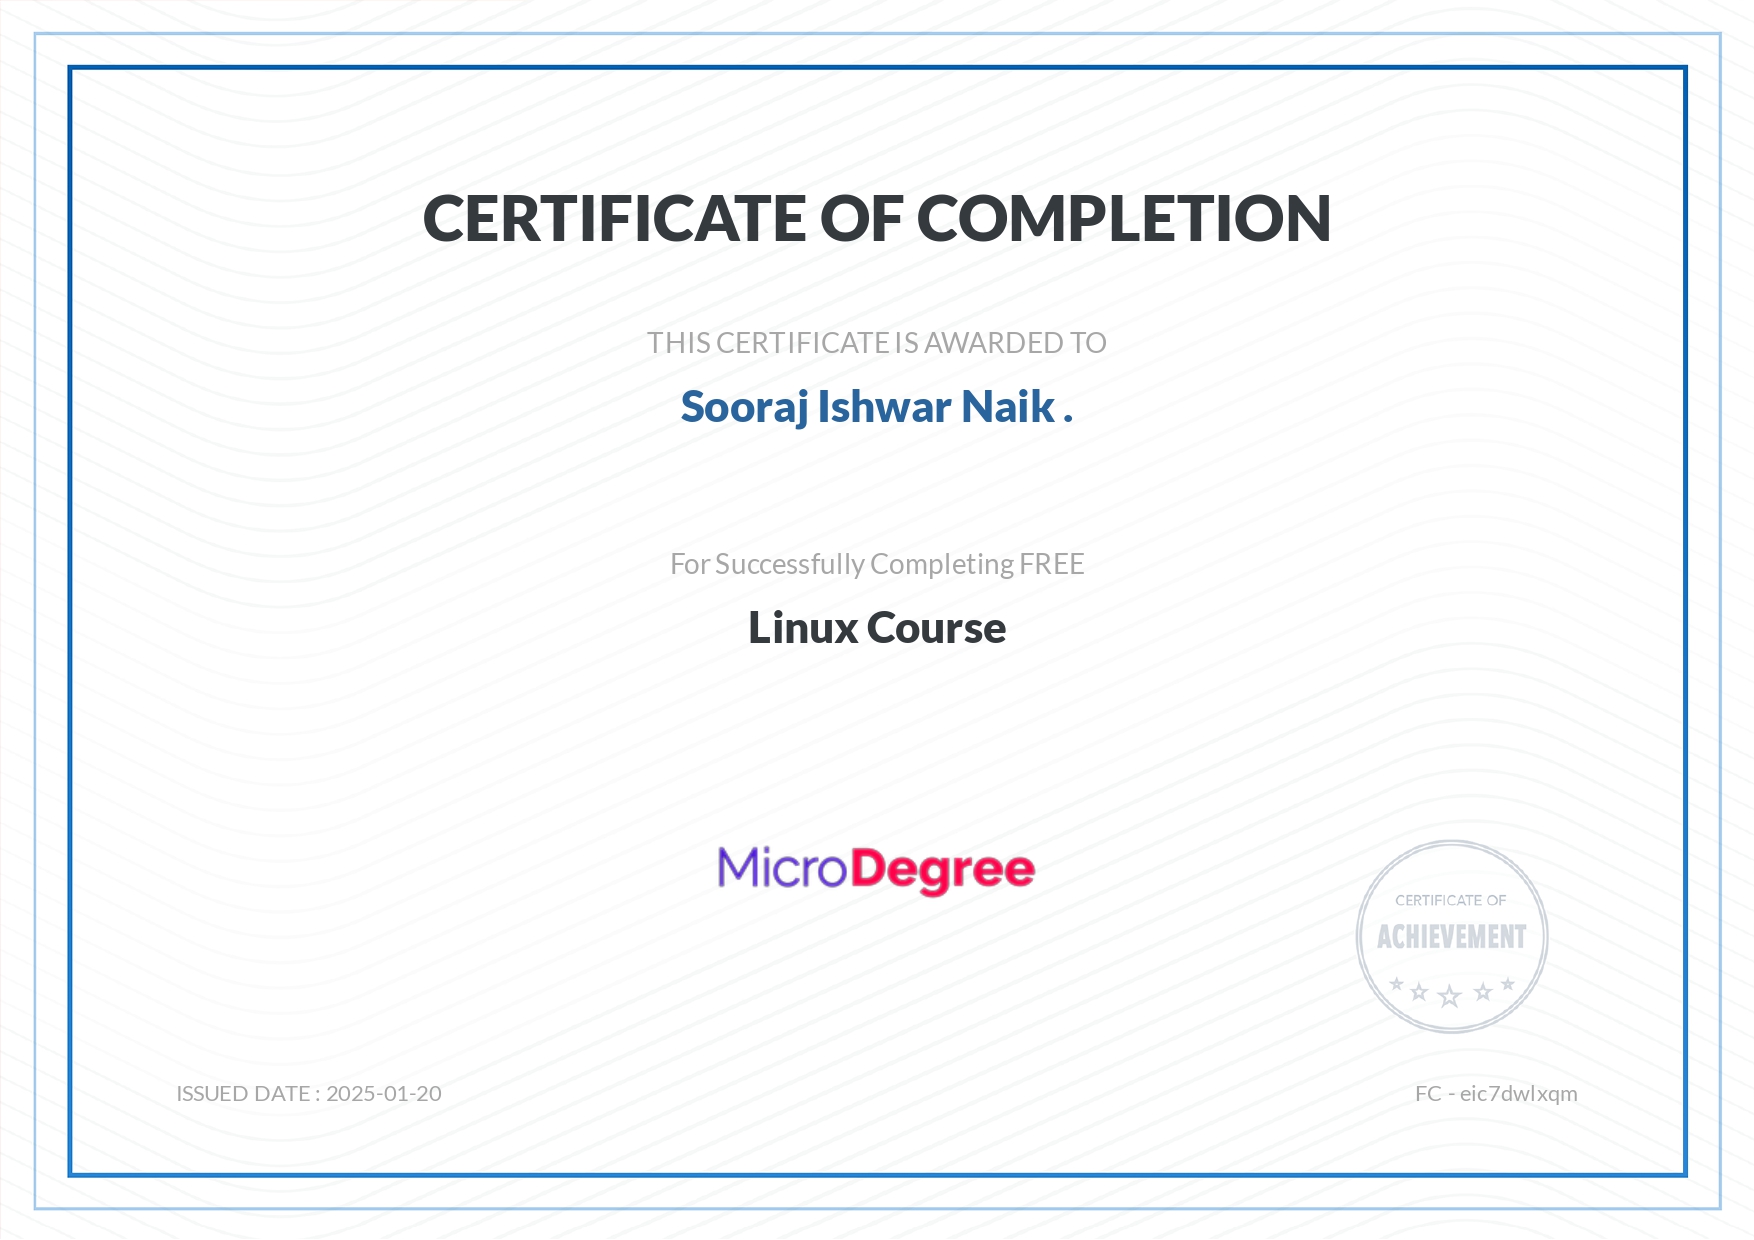 CERTIFICATE OF COMPLETION
THIS CERTIFICATE IS AWARDED TO
Sooraj Ishwar Naik .
For Successfully Completing FREE
Linux Course
MicroDegree
CERTIFICATE OF
ACHIEVEMENT
ISSUED DATE : 2025-01-20
FC - eic7dwlxqm